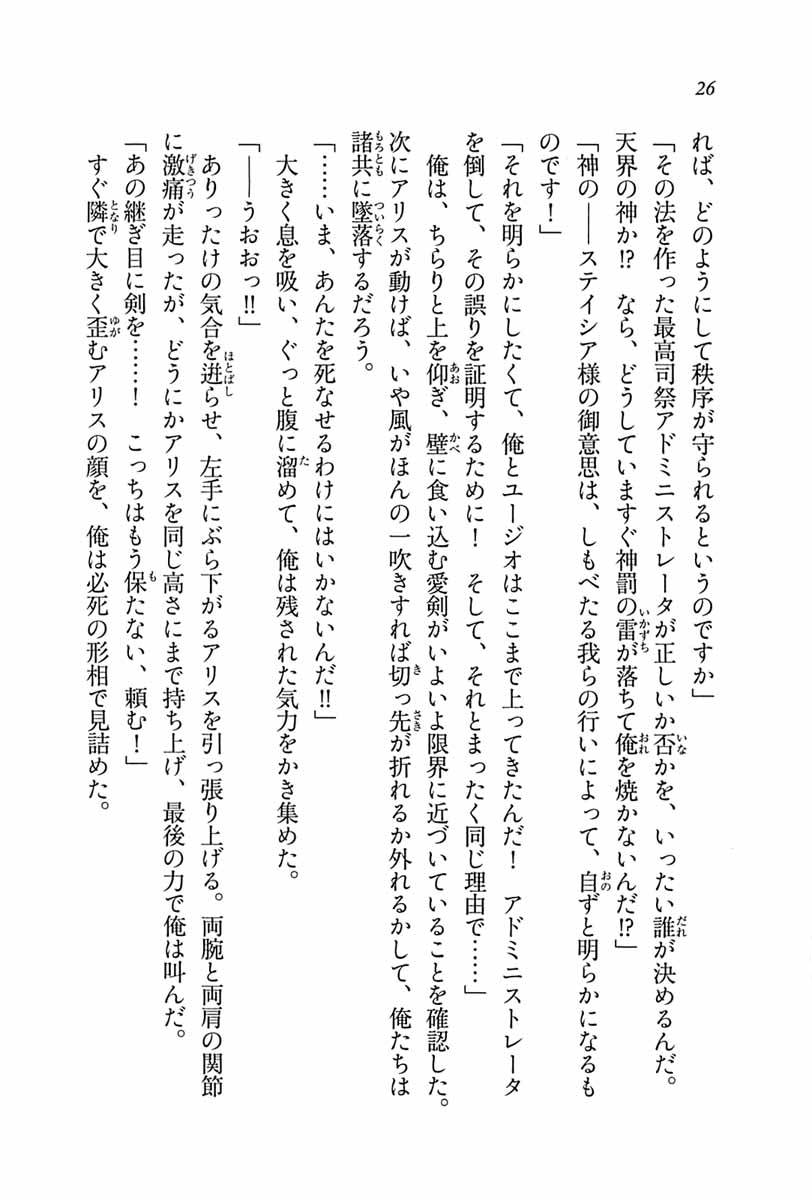 26
れば、どのようにして秩序が守られるというのですか」
「その法を作った最高司祭アドミニストレータが正しいか否かを、いったい誰が決めるんだ。
天界の神か!? なら、どうしていますぐ神罰の雷が落ちて俺を焼かないんだ!?」
「神の――ステイシア様の御意思は、しもべたる我らの行いによって、自ずと明らかになるも
のです！」
「それを明らかにしたくて、俺とユージオはここまで上ってきたんだ！　アドミニストレータ
を倒して、その誤りを証明するために！　そして、それとまったく同じ理由で……」
俺は、ちらりと上を仰ぎ、壁に食い込む愛剣がいよいよ限界に近づいていることを確認した。
次にアリスが動けば、いや風がほんの一吹きすれば切っ先が折れるか外れるかして、俺たちは
諸共に墜落するだろう。
「……いま、あんたを死なせるわけにはいかないんだ!!」
大きく息を吸い、ぐっと腹に溜めて、俺は残された気力をかき集めた。
「――うおおっ!!」
ありったけの気合を迸らせ、左手にぶら下がるアリスを引っ張り上げる。両腕と両肩の関節
に激痛が走ったが、どうにかアリスを同じ高さにまで持ち上げ、最後の力で俺は叫んだ。
「あの継ぎ目に剣を……！　こっちはもう保たない、頼む！」
すぐ隣で大きく歪むアリスの顔を、俺は必死の形相で見詰めた。